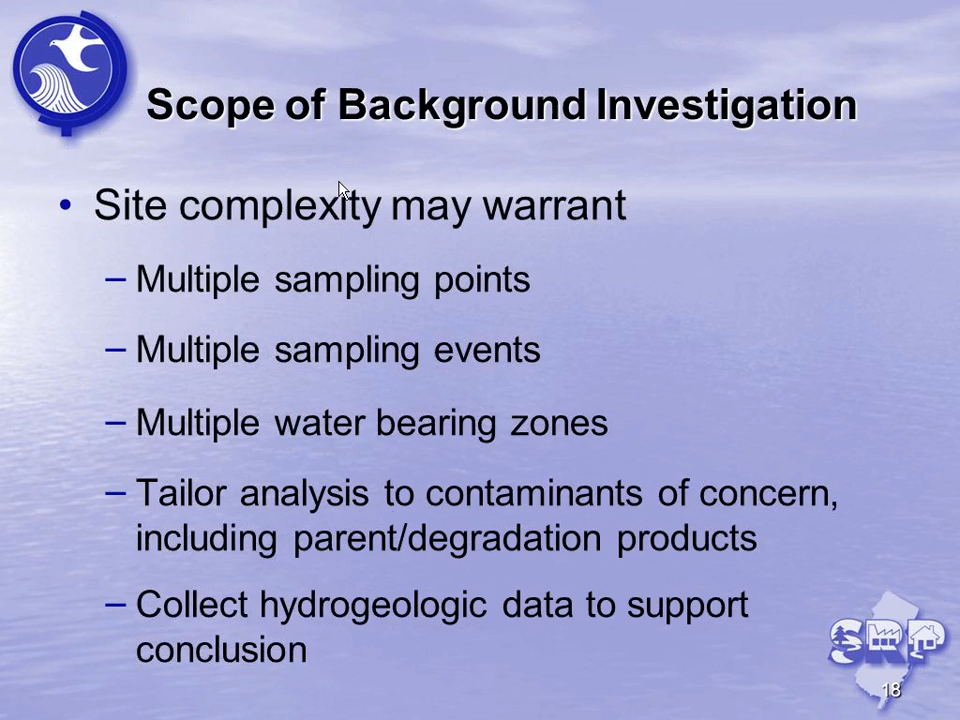 Scope of Background Investigation
• Site complexity may warrant
– Multiple sampling points
– Multiple sampling events
– Multiple water bearing zones
– Tailor analysis to contaminants of concern,
including parent/degradation products
– Collect hydrogeologic data to support
conclusion
SRP
18